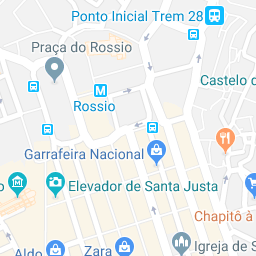 Ponto Inicial Trem 28
Praça do Rossio
Castelo d
M
Rossio
Garrafeira Nacional
o
Elevador de Santa Justa
Chapitô à
Aldo
Zara
Igreja de S